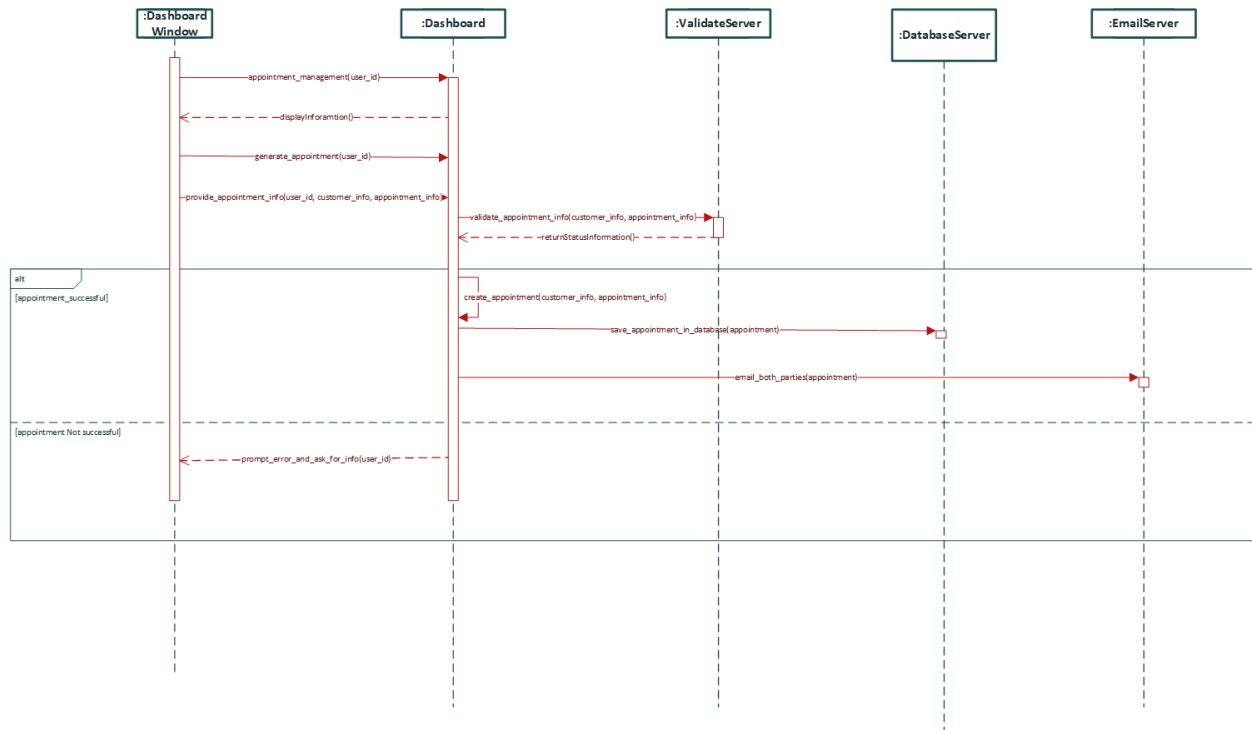 :Dashboard
Window
:Dashboard
:ValidateServer
:DatabaseServer
:EmailServer
appointment_management(user_id)
displayInforamtion()
generate_appointment(user_id)
provide_appointment_info(user_id, customer_info, appointment_info)
validate_appointment_info(customer_info, appointment_info)
returnStatusInformation()
alt
[appointment_successful]
create_appointment(customer_info, appointment_info)
save_appointment_in_database(appointment)
email_both_parties(appointment)
[appointment Not successful]
prompt_error_and_ask_for_info(user_id)